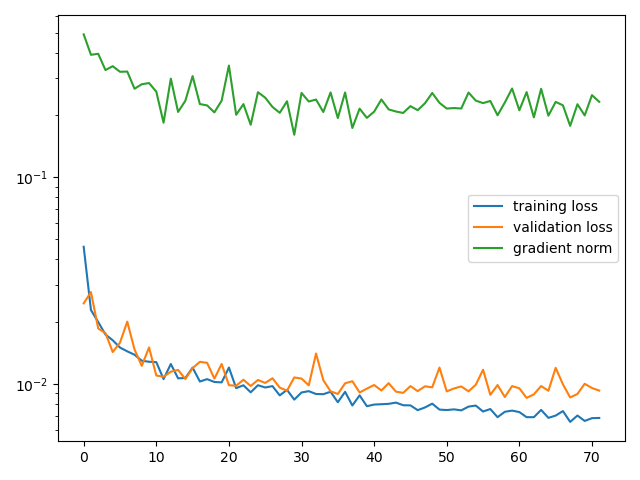 10⁻¹
10⁻²
training loss
validation loss
gradient norm
0 10 20 30 40 50 60 70